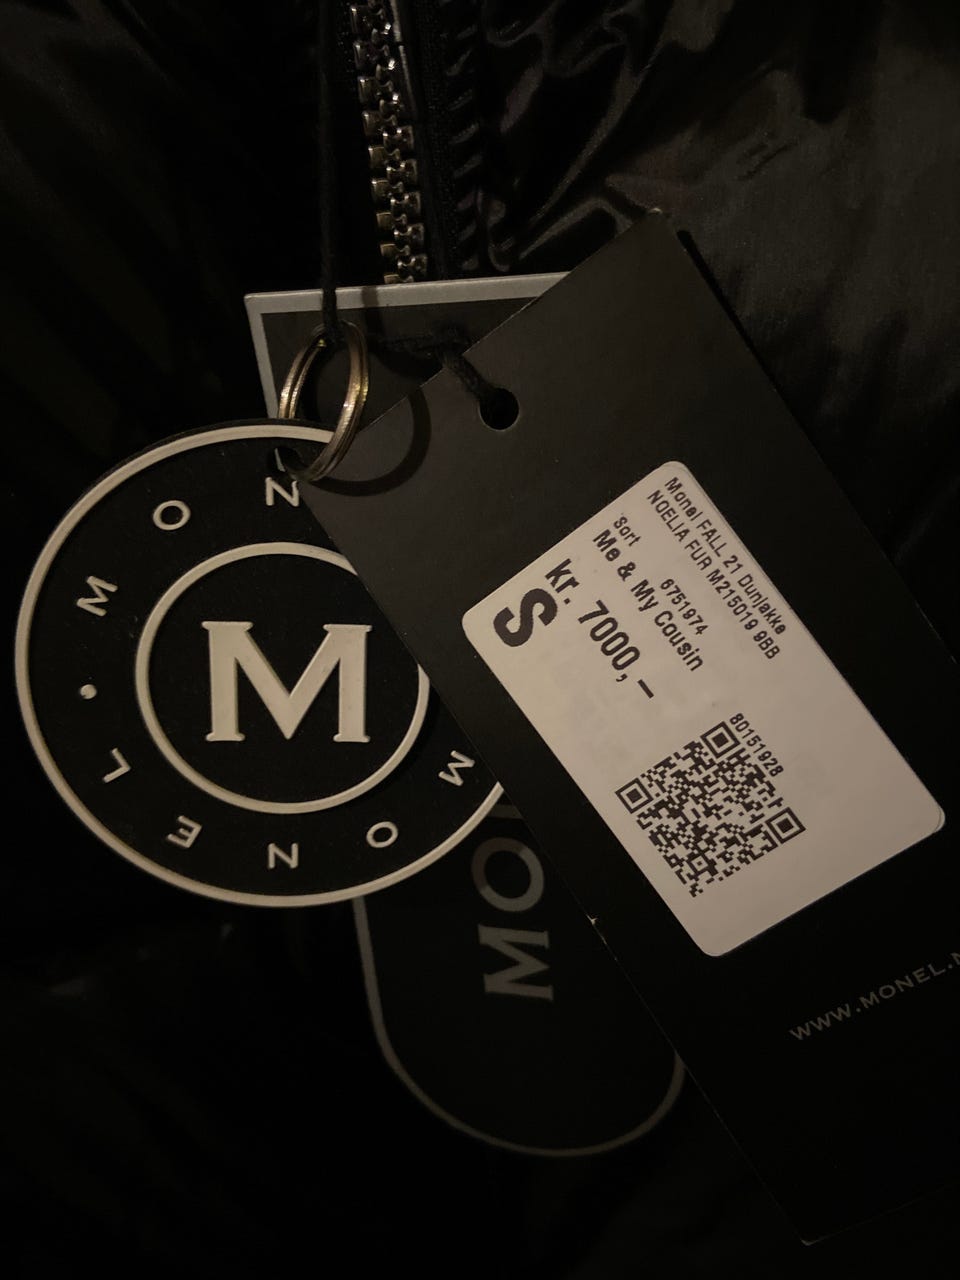 MONEL • MONE
M
MO
Monel FALL 21 Dunjakke
NOELIA FUR M215019 9BB
Sort 6751974
Me & My Cousin
kr. 7000,-
S
80151928
WWW.MONEL.N